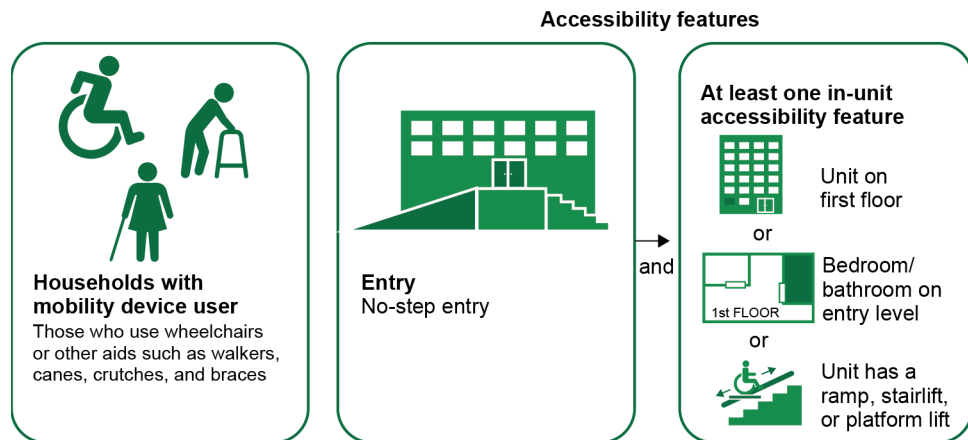 Accessibility features
Households with
mobility device user
Those who use wheelchairs
or other aids such as walkers,
canes, crutches, and braces
Entry
No-step entry
and
At least one in-unit
accessibility feature
Unit on
first floor
or
Bedroom/
bathroom on
entry level
1st FLOOR
or
Unit has a
ramp, stairlift,
or platform lift